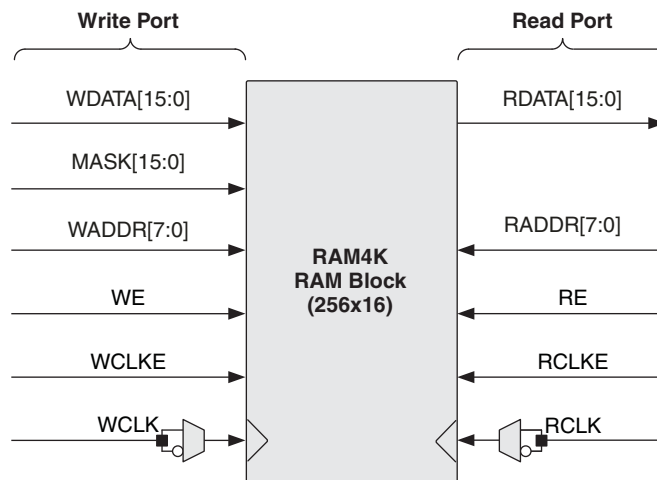 Write Port
Read Port
WDATA[15:0]
RDATA[15:0]
MASK[15:0]
WADDR[7:0]
RADDR[7:0]
RAM4K
RAM Block
(256x16)
WE
RE
WCLKE
RCLKE
WCLK
RCLK